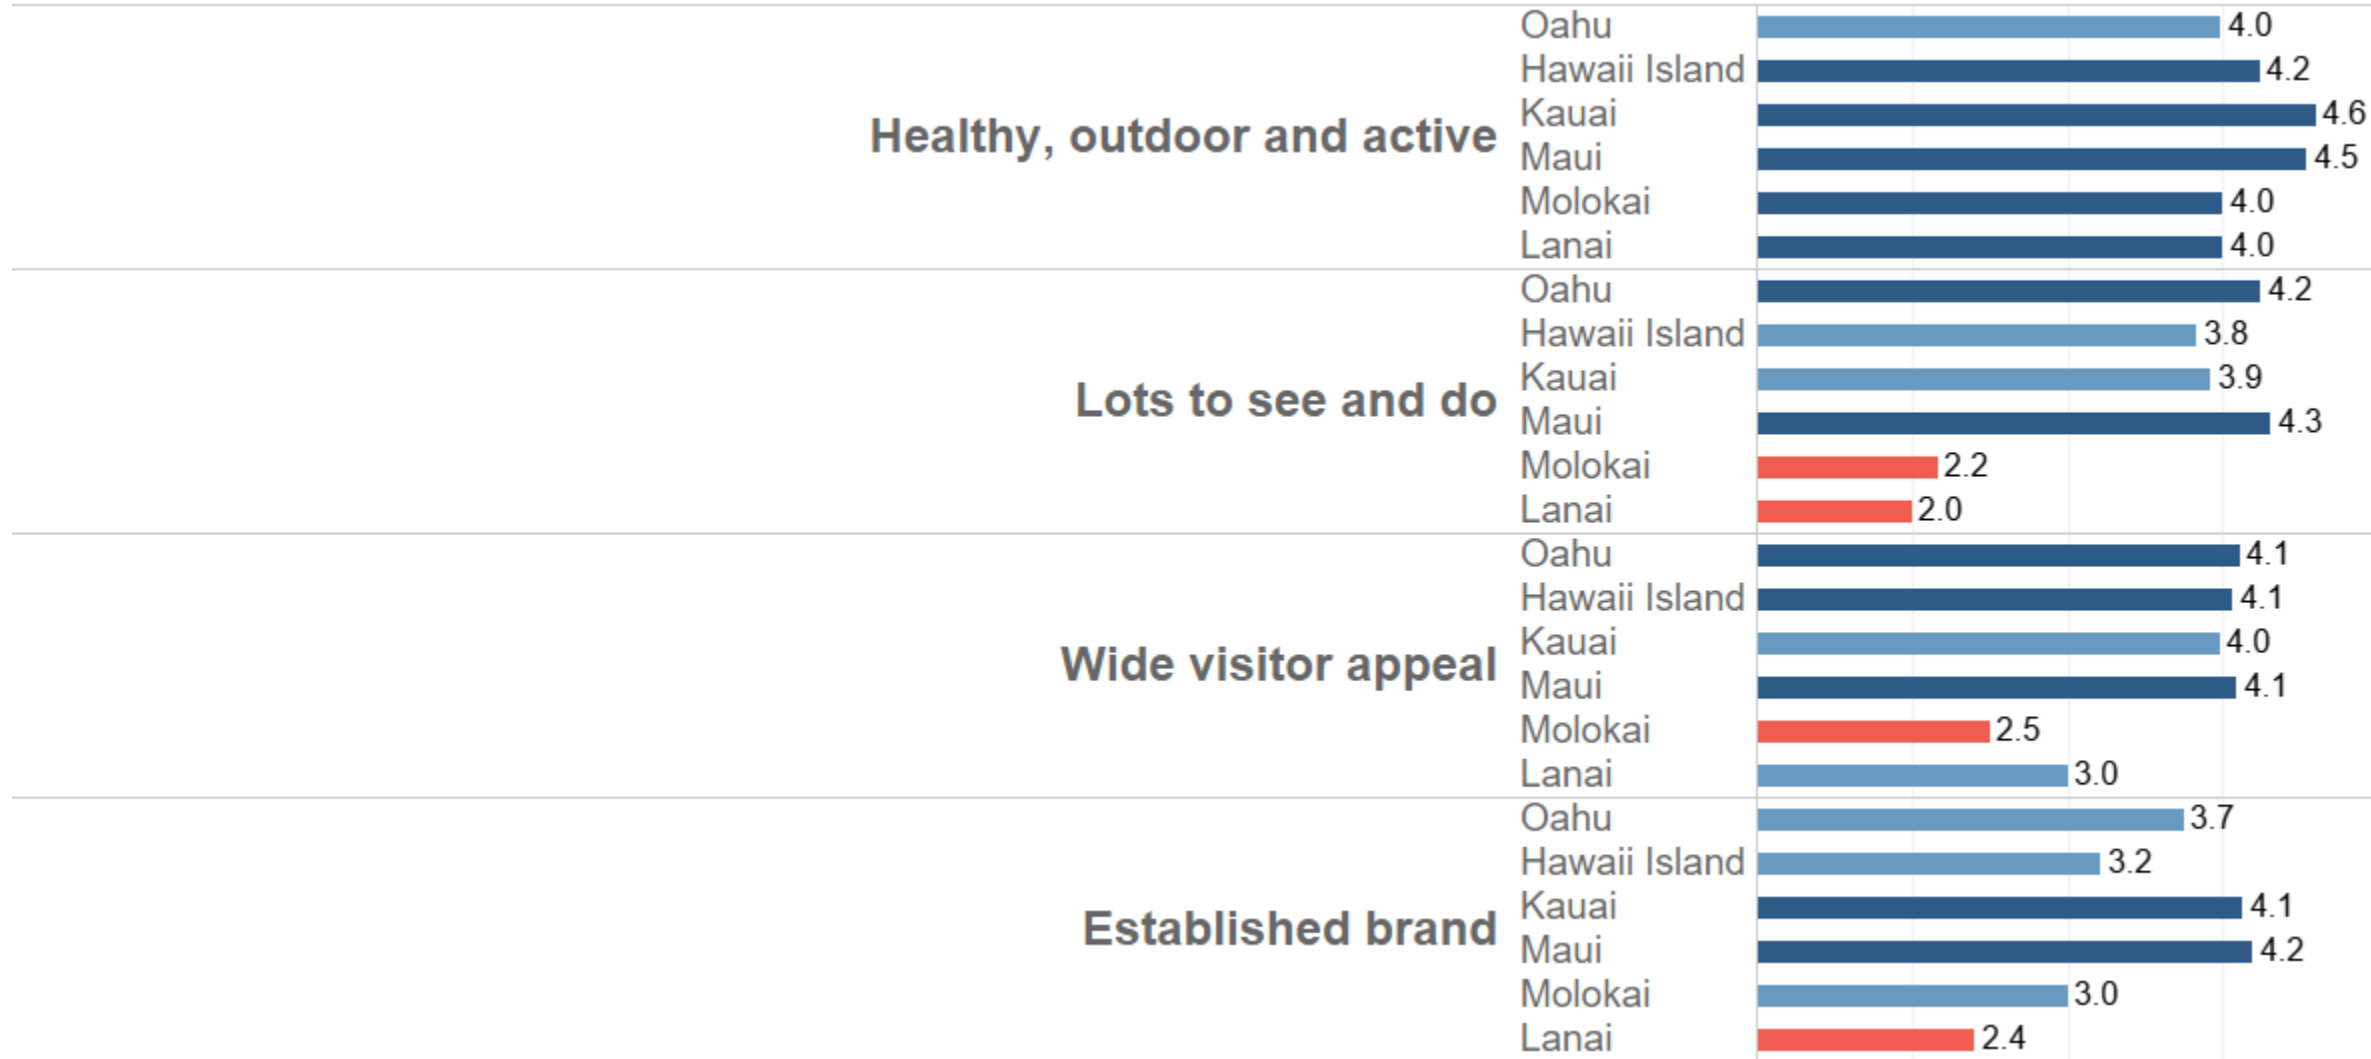 Healthy, outdoor and active
Oahu 4.0
Hawaii Island 4.2
Kauai 4.6
Maui 4.5
Molokai 4.0
Lanai 4.0
Lots to see and do
Oahu 4.2
Hawaii Island 3.8
Kauai 3.9
Maui 4.3
Molokai 2.2
Lanai 2.0
Wide visitor appeal
Oahu 4.1
Hawaii Island 4.1
Kauai 4.0
Maui 4.1
Molokai 2.5
Lanai 3.0
Established brand
Oahu 3.7
Hawaii Island 3.2
Kauai 4.1
Maui 4.2
Molokai 3.0
Lanai 2.4